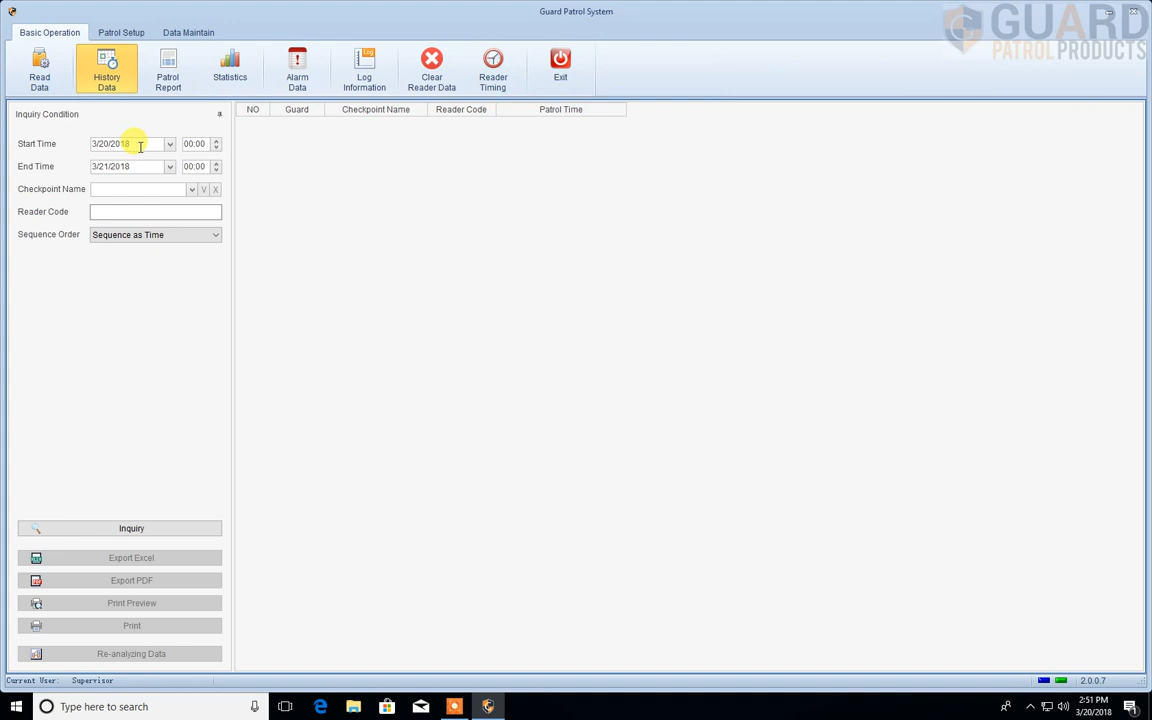 Guard Patrol System
GUARD
PATROL PRODUCTS
Basic Operation Patrol Setup Data Maintain
Read Data
History Data
Patrol Report
Statistics
Alarm Data
Log Information
Clear Reader Data
Reader Timing
Exit
Inquiry Condition
NO Guard Checkpoint Name Reader Code Patrol Time
Start Time 3/20/2018 00:00
End Time 3/21/2018 00:00
Checkpoint Name V X
Reader Code
Sequence Order Sequence as Time
Inquiry
Export Excel
Export PDF
Print Preview
Print
Re-analyzing Data
Current User: Supervisor 2.0.0.7
Type here to search
2:51 PM
3/20/2018